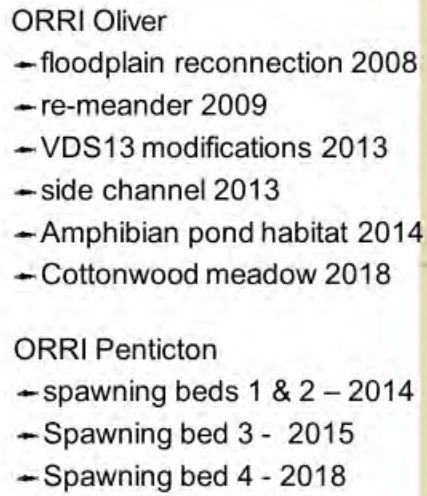 ORRI Oliver
floodplain reconnection 2008
re-meander 2009
VDS13 modifications 2013
side channel 2013
Amphibian pond habitat 2014
Cottonwood meadow 2018
ORRI Penticton
spawning beds 1 & 2 – 2014
Spawning bed 3 - 2015
Spawning bed 4 - 2018